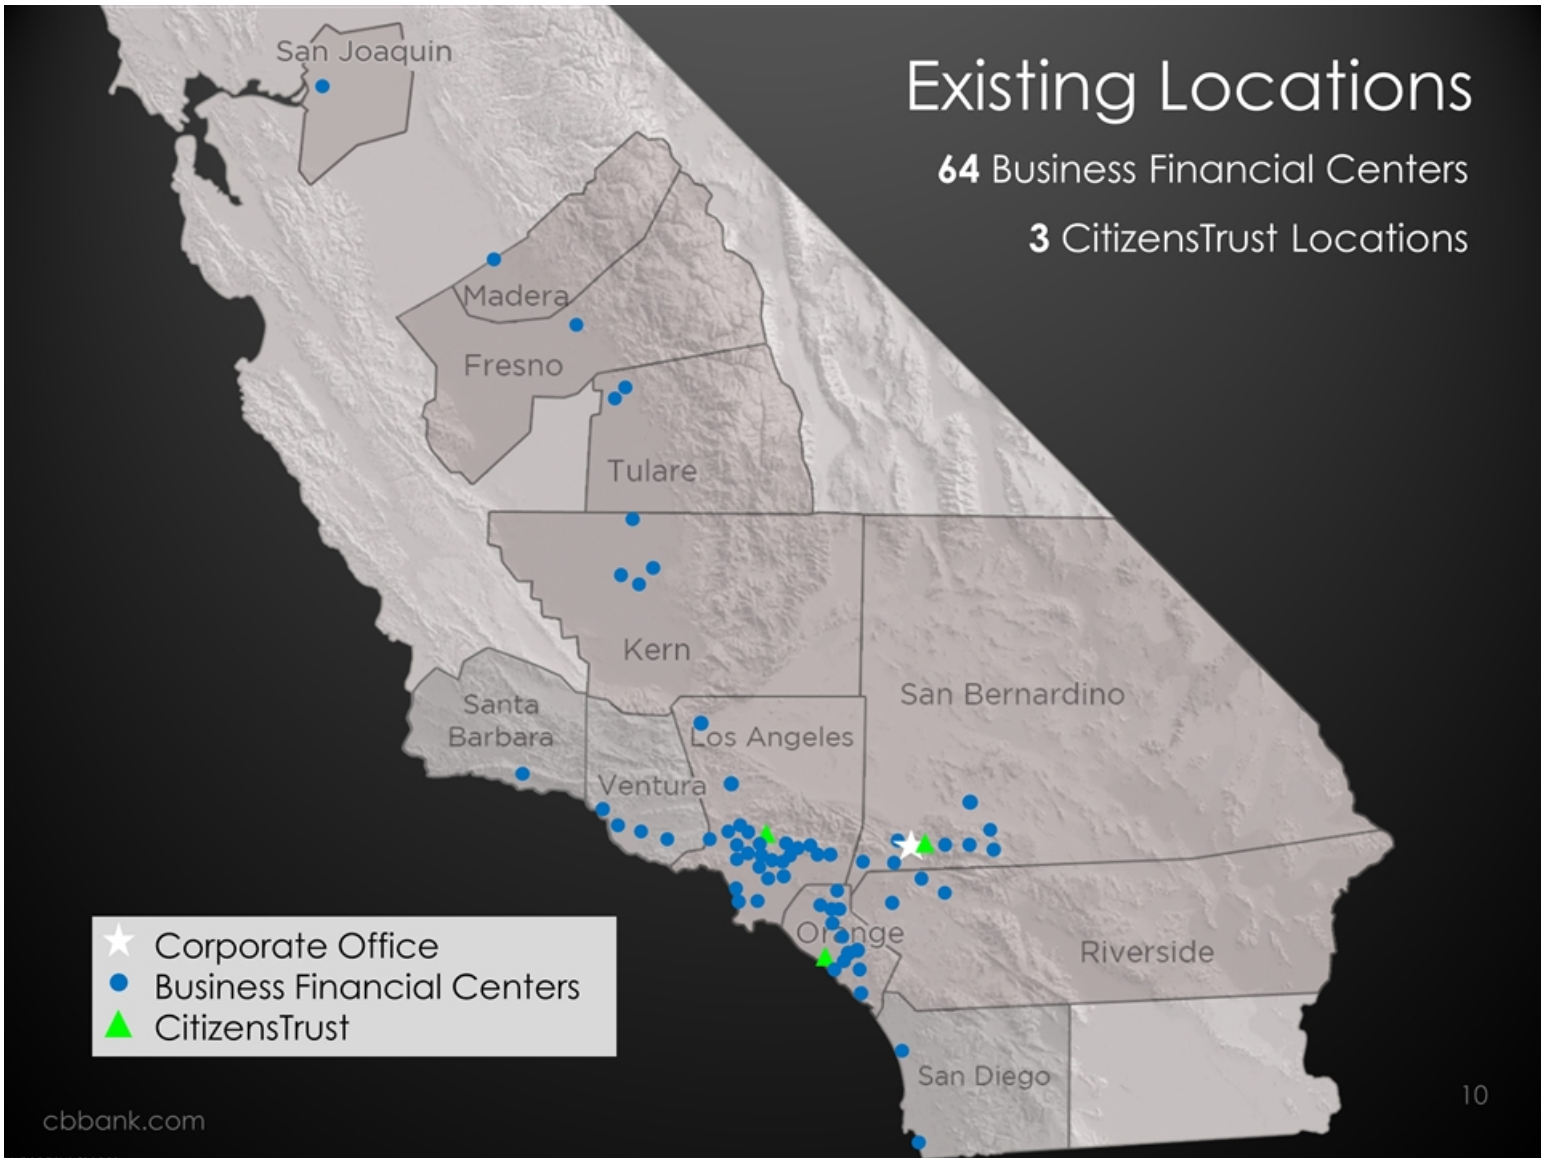 San Joaquin
Existing Locations
64 Business Financial Centers
3 CitizensTrust Locations
Madera
Fresno
Tulare
Kern
San Bernardino
Santa
Barbara
Los Angeles
Ventura
Orange
Riverside
San Diego
Corporate Office
Business Financial Centers
CitizensTrust
cbbank.com
10